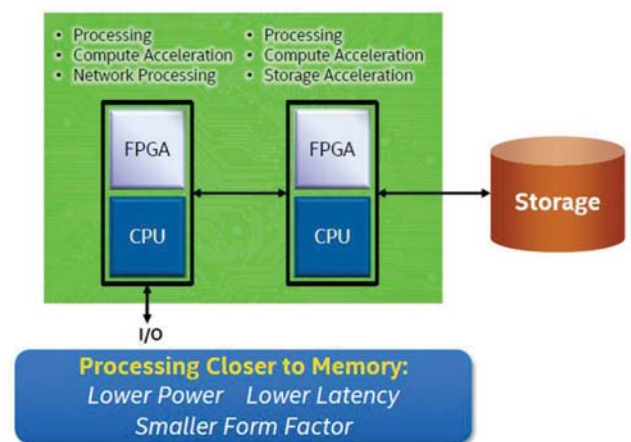 • Processing
• Compute Acceleration
• Network Processing
• Processing
• Compute Acceleration
• Storage Acceleration
FPGA
CPU
FPGA
CPU
Storage
I/O
Processing Closer to Memory:
Lower Power Lower Latency
Smaller Form Factor